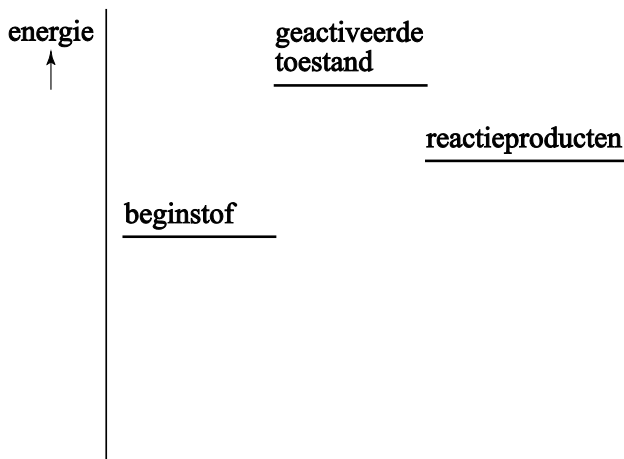 energie
geactiveerde
toestand
reactieproducten
beginstof